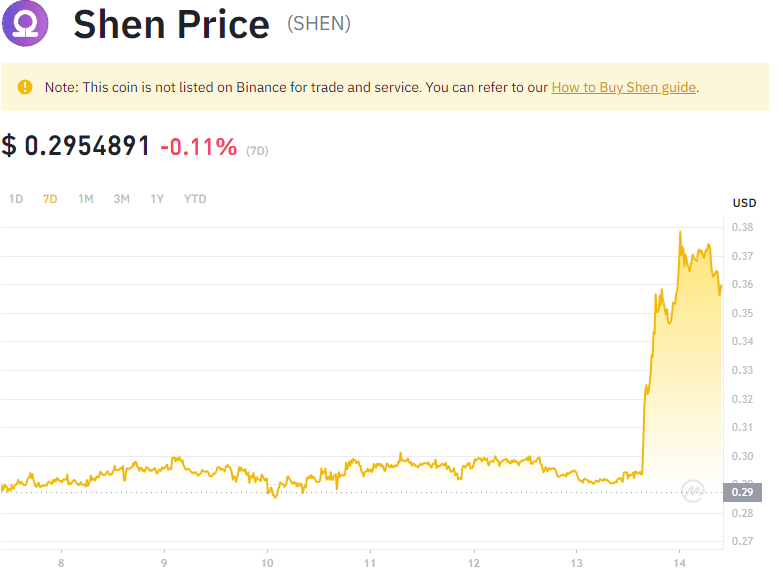 Shen Price (SHEN)
Note: This coin is not listed on Binance for trade and service. You can refer to our How to Buy Shen guide.
$ 0.2954891 -0.11% (7D)
1D 7D 1M 3M 1Y YTD
USD
0.38
0.37
0.36
0.35
0.34
0.33
0.32
0.31
0.30
0.29
0.29
0.28
0.27
8 9 10 11 12 13 14